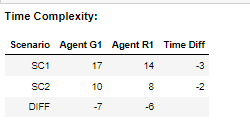 Time Complexity:
Scenario Agent G1 Agent R1 Time Diff
SC1 17 14 -3
SC2 10 8 -2
DIFF -7 -6